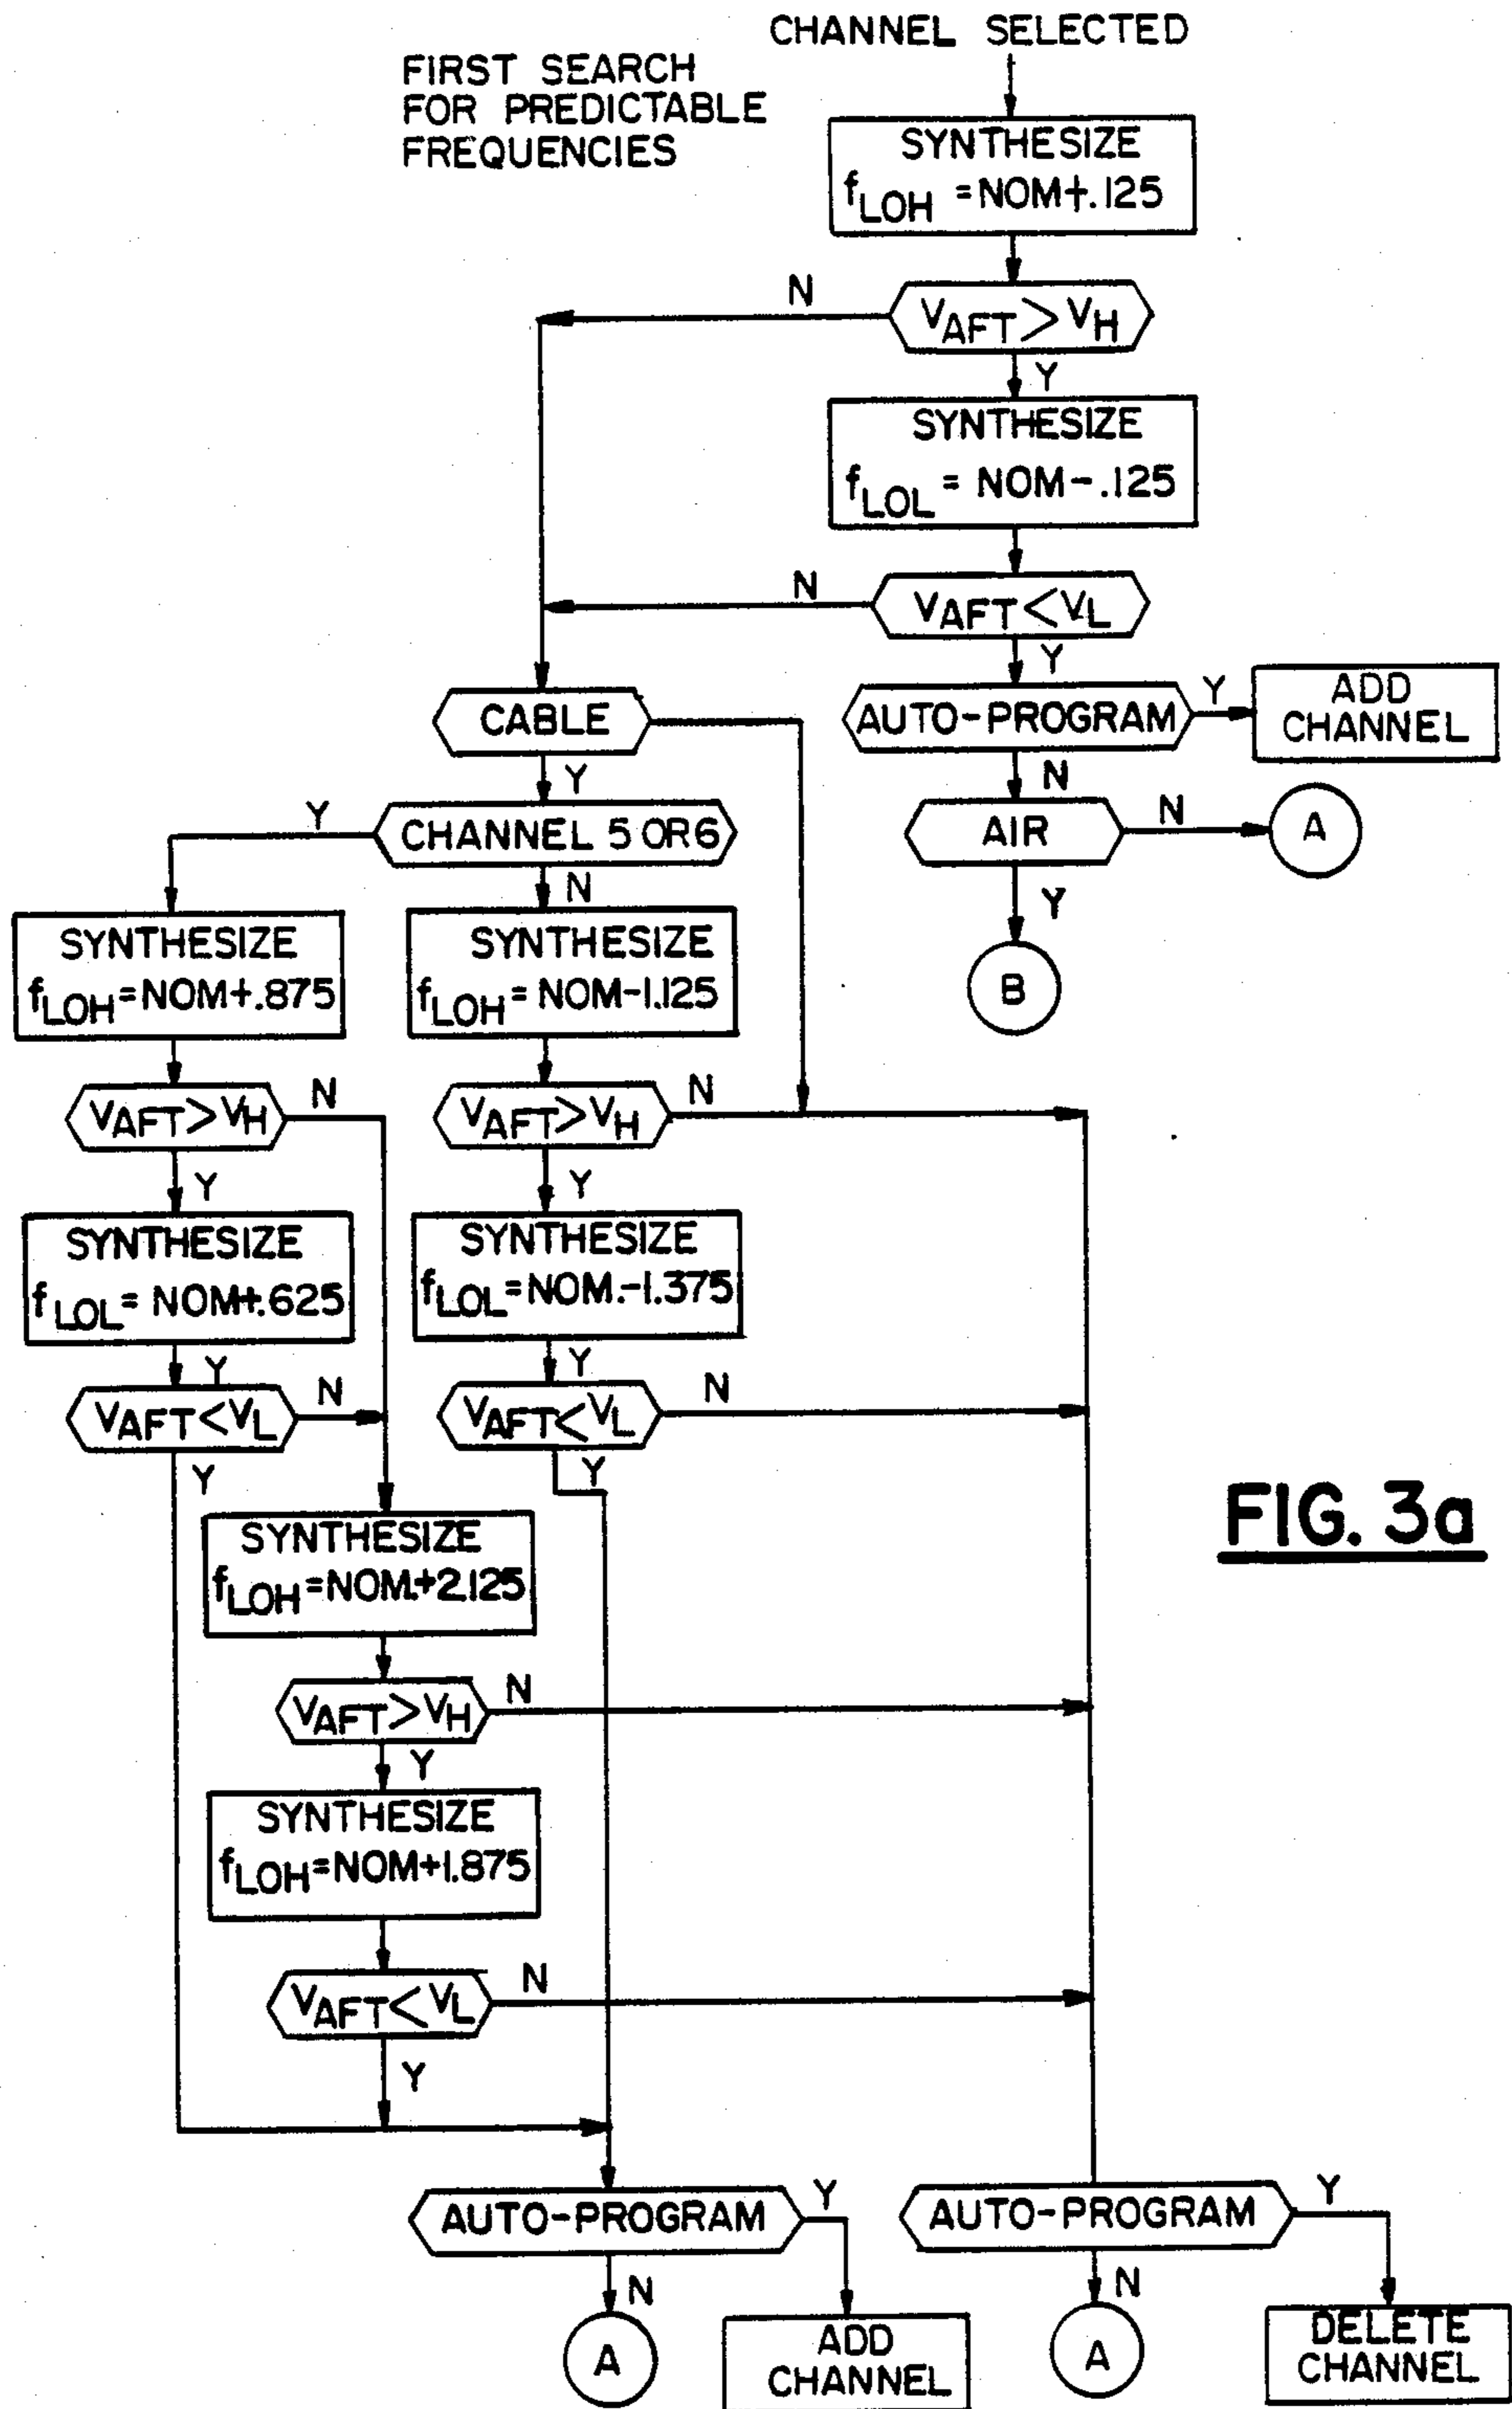 CHANNEL SELECTED
FIRST SEARCH
FOR PREDICTABLE
FREQUENCIES
SYNTHESIZE
fLOH = NOM+.125
N
VAFT > VH
Y
SYNTHESIZE
fLOL = NOM-.125
N
VAFT < VL
Y
CABLE
AUTO-PROGRAM
Y
ADD
CHANNEL
Y
N
Y
CHANNEL 5 OR 6
AIR
N
A
N
Y
SYNTHESIZE
fLOH = NOM+.875
SYNTHESIZE
fLOH = NOM-1.125
B
VAFT > VH
N
VAFT > VH
N
Y
Y
SYNTHESIZE
fLOL = NOM+.625
SYNTHESIZE
fLOL = NOM.-1.375
Y
Y
VAFT < VL
N
VAFT < VL
N
Y
Y
FIG. 3a
SYNTHESIZE
fLOH = NOM.+2.125
VAFT > VH
N
Y
SYNTHESIZE
fLOH = NOM+1.875
VAFT < VL
N
Y
AUTO-PROGRAM
Y
AUTO-PROGRAM
Y
N
N
A
ADD
CHANNEL
A
DELETE
CHANNEL